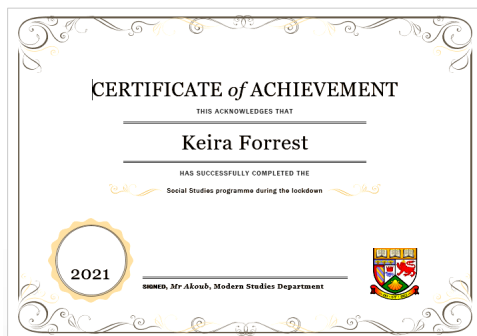 CERTIFICATE of ACHIEVEMENT
THIS ACKNOWLEDGES THAT
Keira Forrest
HAS SUCCESSFULLY COMPLETED THE
Social Studies programme during the lockdown
2021
SIGNED, Mr Akoub, Modern Studies Department